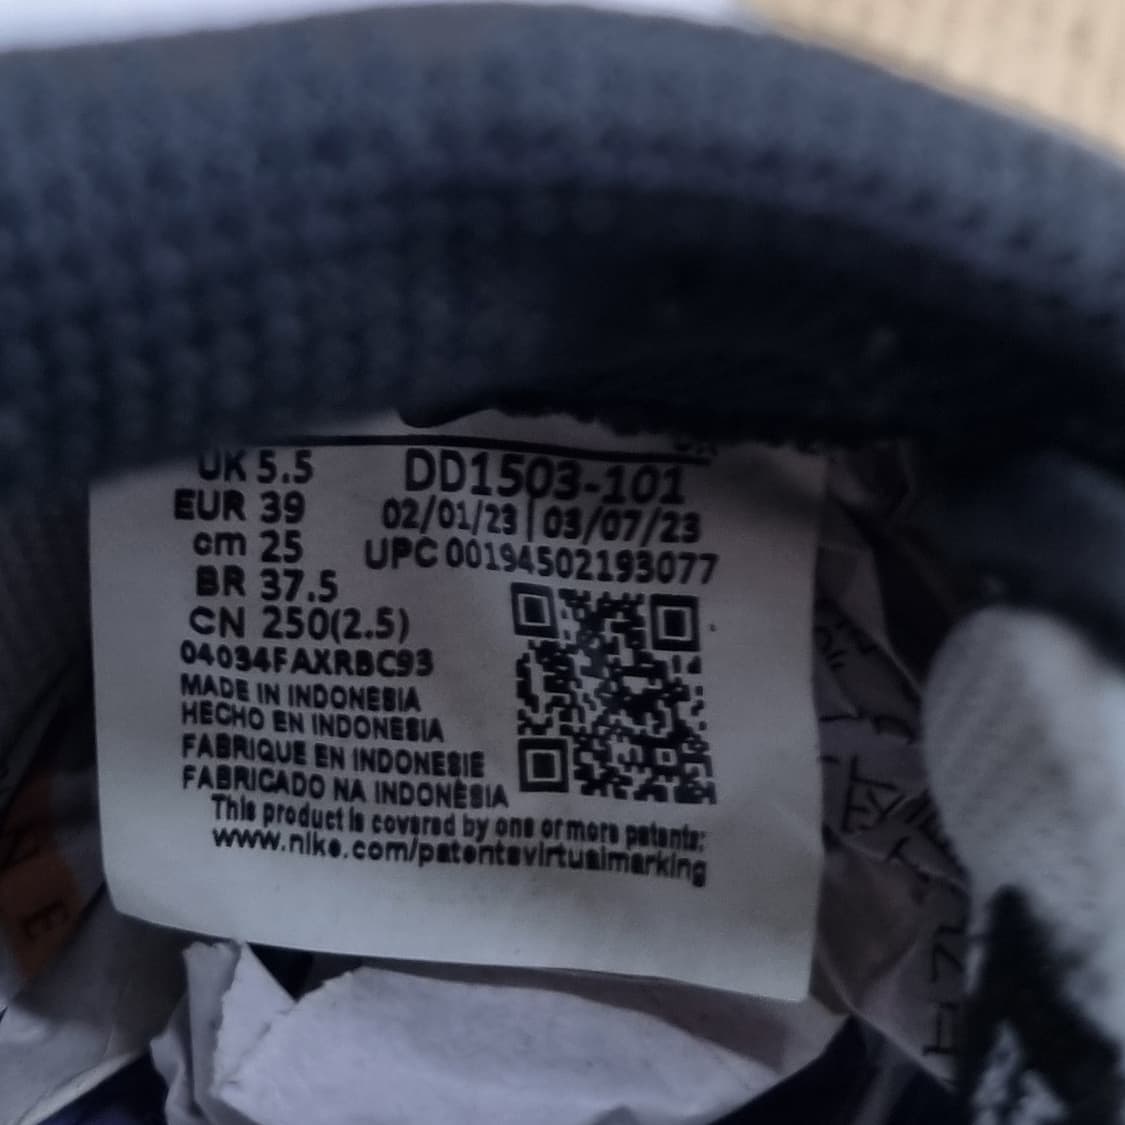 UK 5.5
EUR 39
cm 25
BR 37.5
CN 250(2.5)
04034FAXRBC93
MADE IN INDONESIA
HECHO EN INDONESIA
FABRIQUE EN INDONESIE
FABRICADO NA INDONÈSIA
This product is covered by one or more patents:
www.nike.com/patentsvirtualmarking
DD1503-101
02/01/23 | 03/07/23
UPC 00194502193077